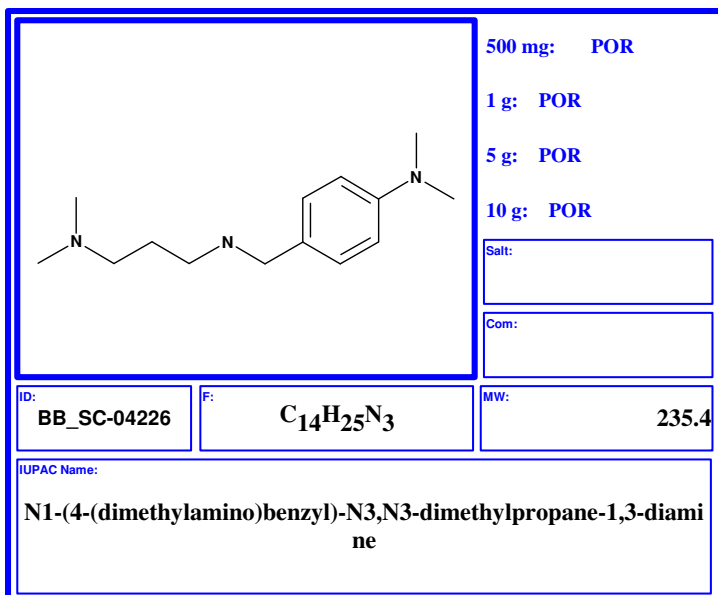 500 mg: POR
1 g: POR
5 g: POR
10 g: POR
N
N
N
Salt:
Com:
ID:
BB_SC-04226
F:
C14H25N3
MW:
235.4
IUPAC Name:
N1-(4-(dimethylamino)benzyl)-N3,N3-dimethylpropane-1,3-diami
ne